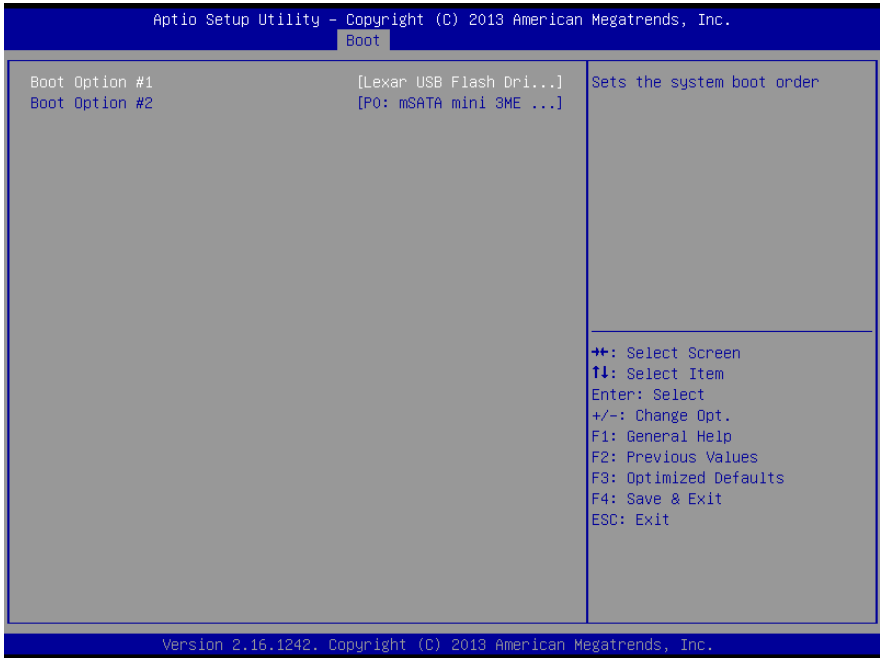 Aptio Setup Utility – Copyright (C) 2013 American Megatrends, Inc.
Boot
Boot Option #1 [Lexar USB Flash Dri...]
Boot Option #2 [P0: mSATA mini 3ME ...]
Sets the system boot order
→←: Select Screen
↑↓: Select Item
Enter: Select
+/-: Change Opt.
F1: General Help
F2: Previous Values
F3: Optimized Defaults
F4: Save & Exit
ESC: Exit
Version 2.16.1242. Copyright (C) 2013 American Megatrends, Inc.